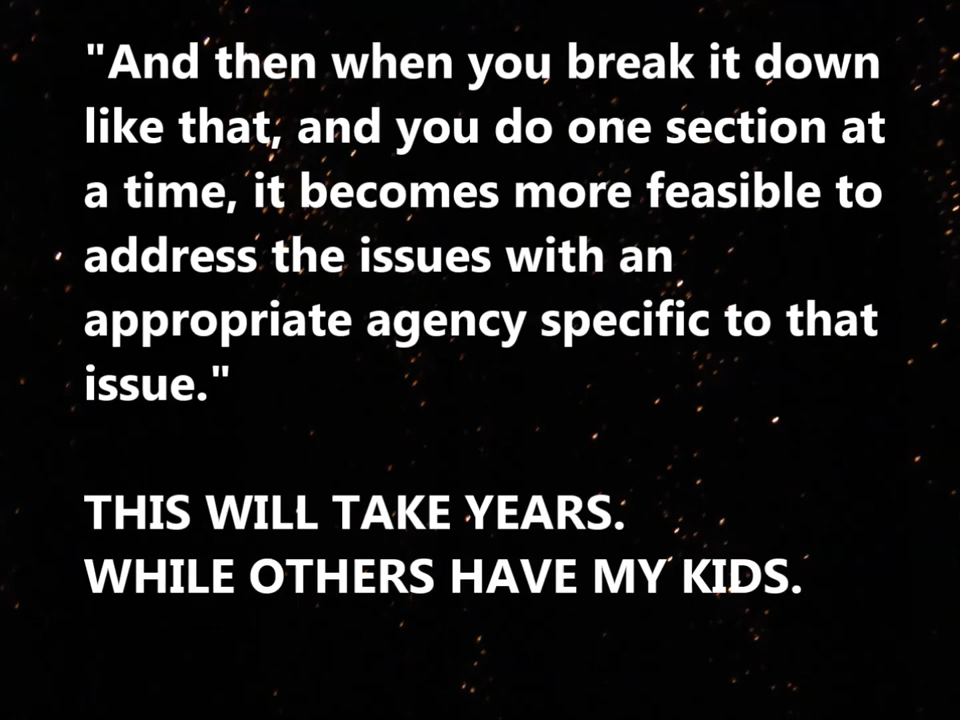 "And then when you break it down
like that, and you do one section at
a time, it becomes more feasible to
address the issues with an
appropriate agency specific to that
issue."
THIS WILL TAKE YEARS.
WHILE OTHERS HAVE MY KIDS.